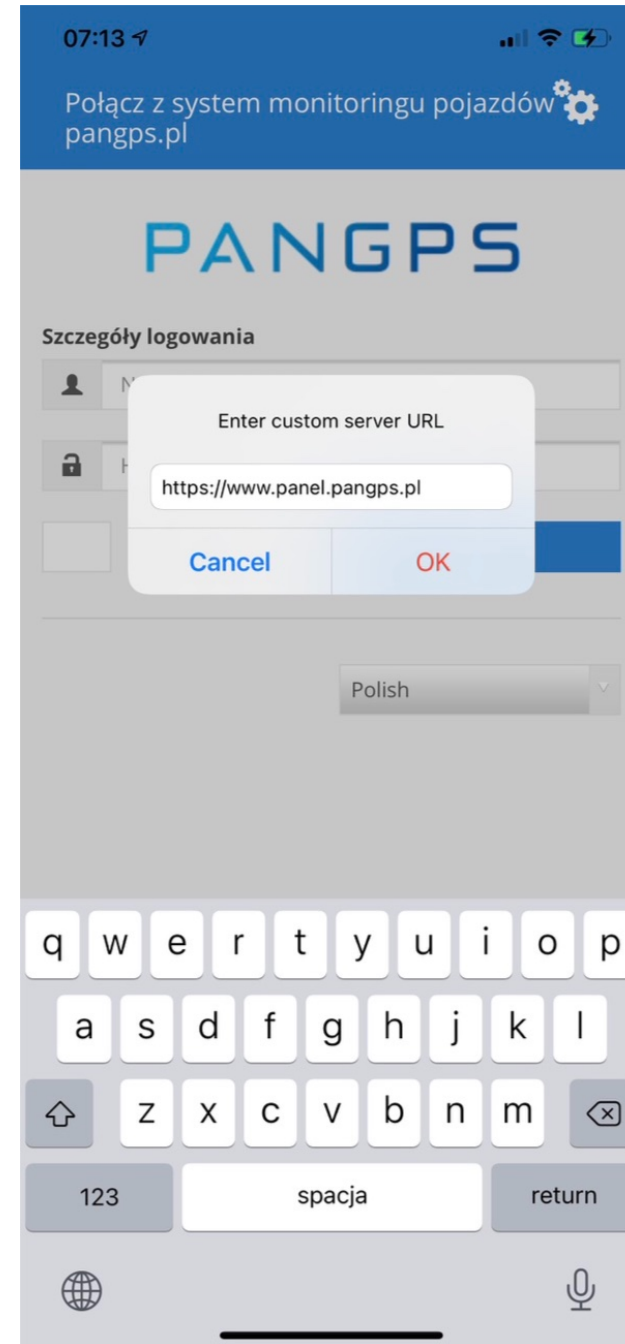 07:13
Połącz z system monitoringu pojazdów
pangps.pl
PANGPS
Szczegóły logowania
N
H
Enter custom server URL
https://www.panel.pangps.pl
Cancel
OK
Polish
q w e r t y u i o p
a s d f g h j k l
z x c v b n m
123
spacja
return